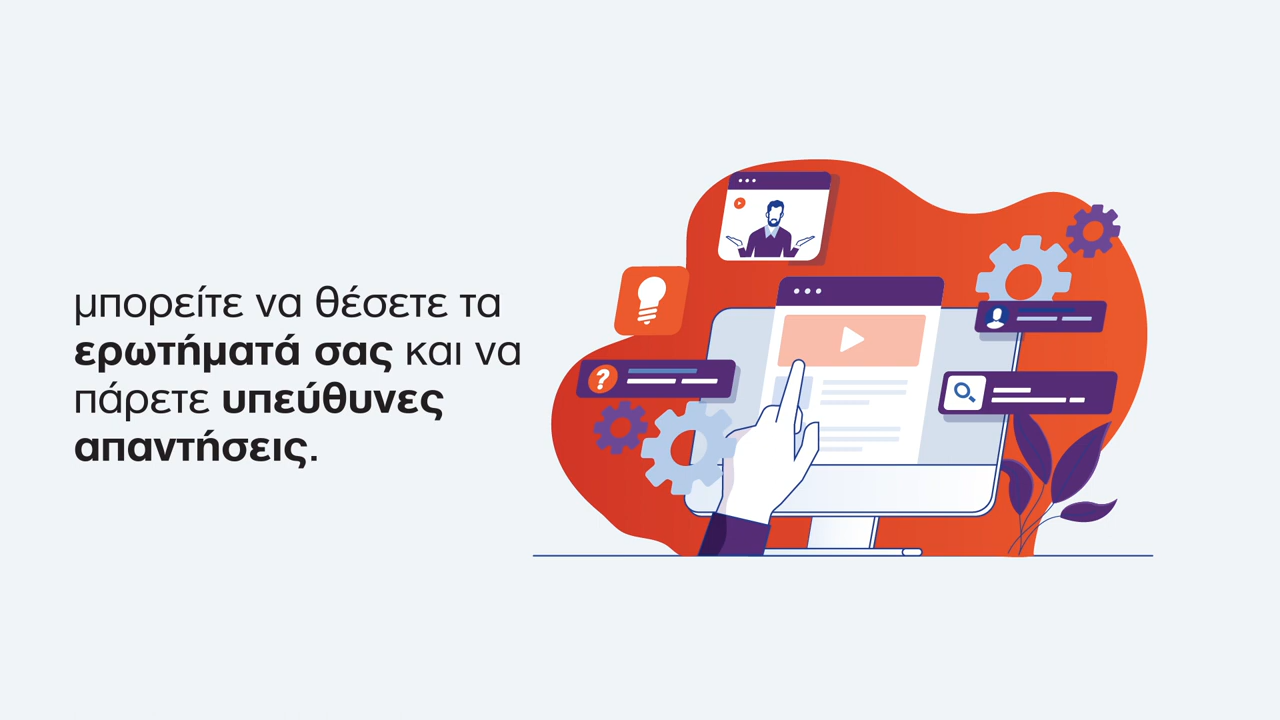 μπορείτε να θέσετε τα
ερωτήματά σας και να
πάρετε υπεύθυνες
απαντήσεις.
?